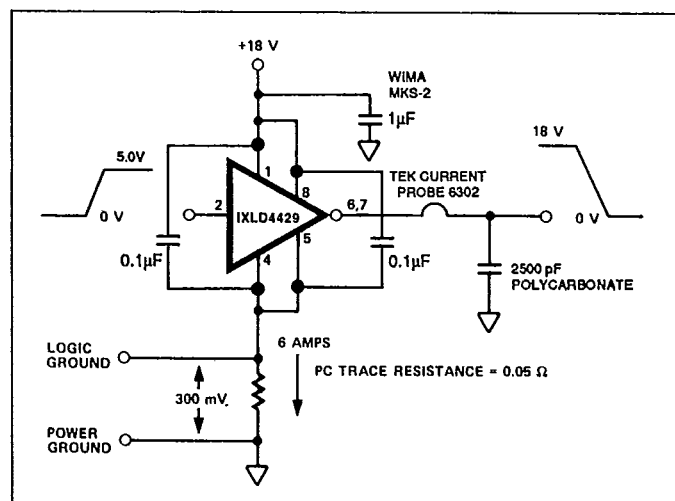 +18 V
WIMA
MKS-2
1µF
18 V
5.0V
0 V
TEK CURRENT
PROBE 6302
1
8
2
IXLD4429
6,7
0 V
5
4
0.1µF
0.1µF
2500 pF
POLYCARBONATE
6 AMPS
LOGIC
GROUND
PC TRACE RESISTANCE = 0.05 Ω
300 mV
POWER
GROUND